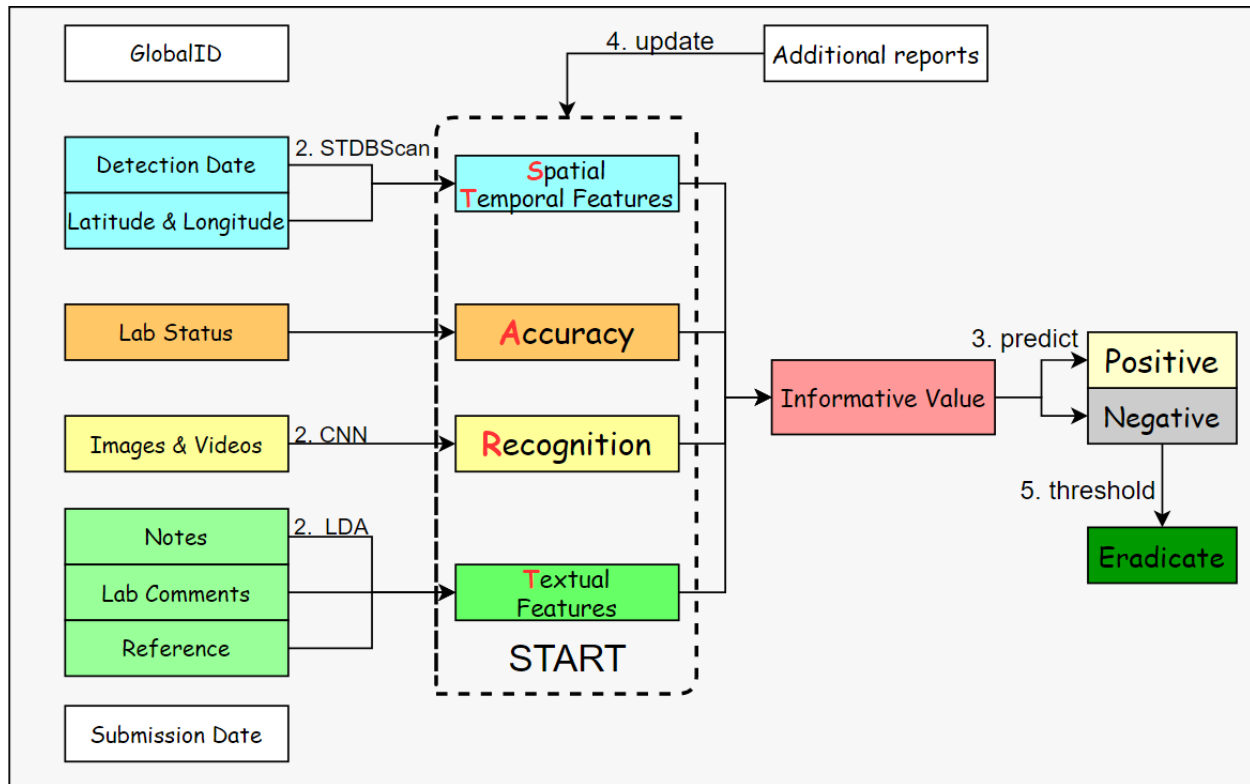 GlobalID
4. update
Additional reports
Detection Date
2. STDBScan
Latitude & Longitude
Spatial
Temporal Features
Lab Status
Accuracy
3. predict
Positive
Informative Value
Negative
Images & Videos
2. CNN
Recognition
5. threshold
Notes
2. LDA
Eradicate
Lab Comments
Textual
Features
Reference
START
Submission Date